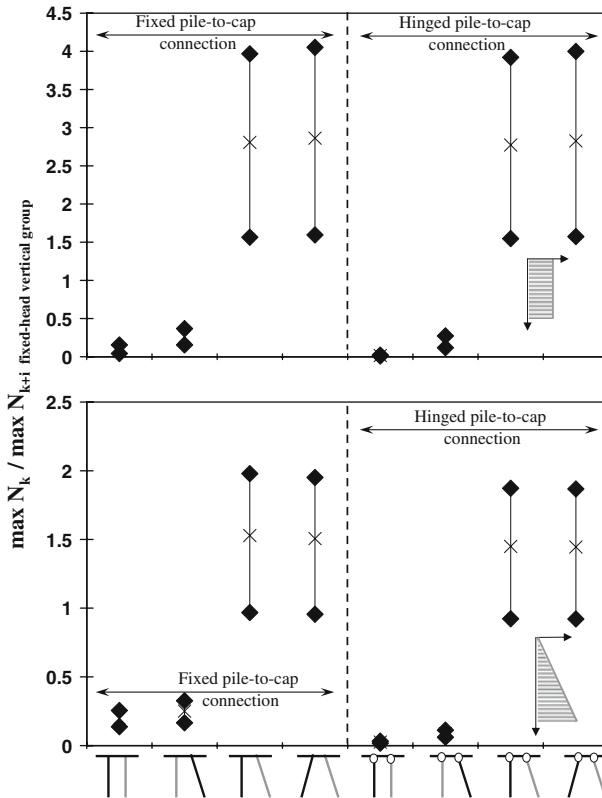 max N_k / max N_{k+i} fixed-head vertical group
4.5
4
3.5
3
2.5
2
1.5
1
0.5
0
Fixed pile-to-cap
connection
Hinged pile-to-cap
connection
2.5
2
1.5
1
0.5
0
Hinged pile-to-cap
connection
Fixed pile-to-cap
connection